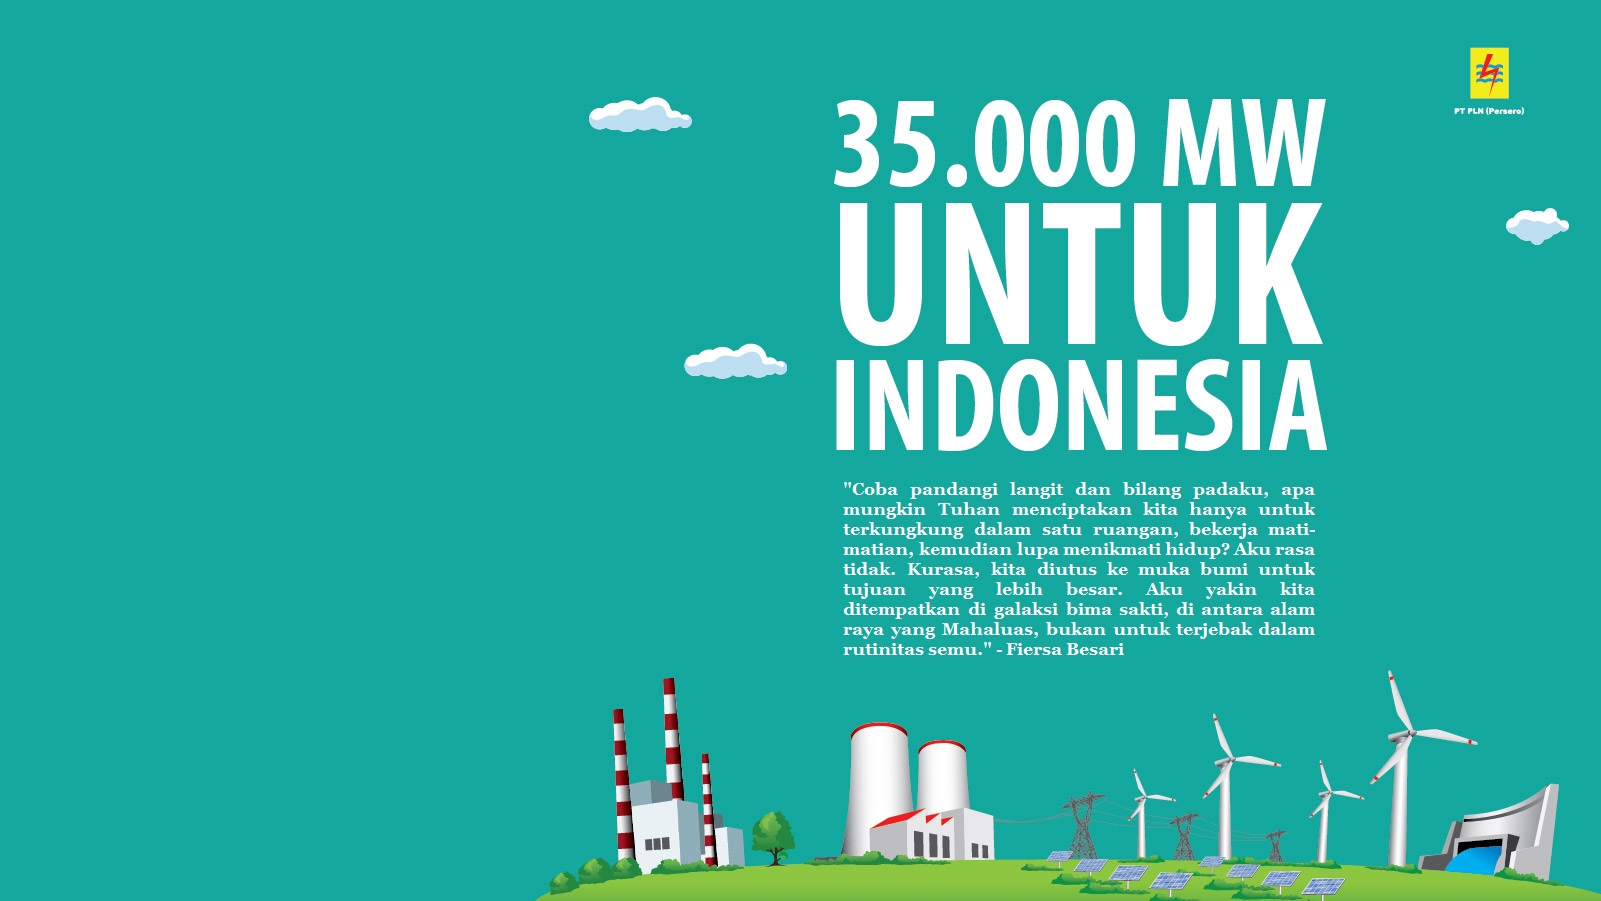 PT PLN (Persero)
35.000 MW
UNTUK
INDONESIA
"Coba pandangi langit dan bilang padaku, apa
mungkin Tuhan menciptakan kita hanya untuk
terkungkung dalam satu ruangan, bekerja mati-
matian, kemudian lupa menikmati hidup? Aku rasa
tidak. Kurasa, kita diutus ke muka bumi untuk
tujuan yang lebih besar. Aku yakin kita
ditempatkan di galaksi bima sakti, di antara alam
raya yang Mahaluas, bukan untuk terjebak dalam
rutinitas semu." - Fiersa Besari